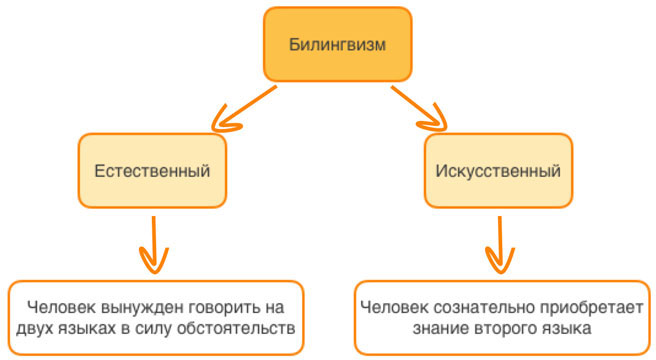 Билингвизм
Естественный
Искусственный
Человек вынужден говорить на
двух языках в силу обстоятельств
Человек сознательно приобретает
знание второго языка